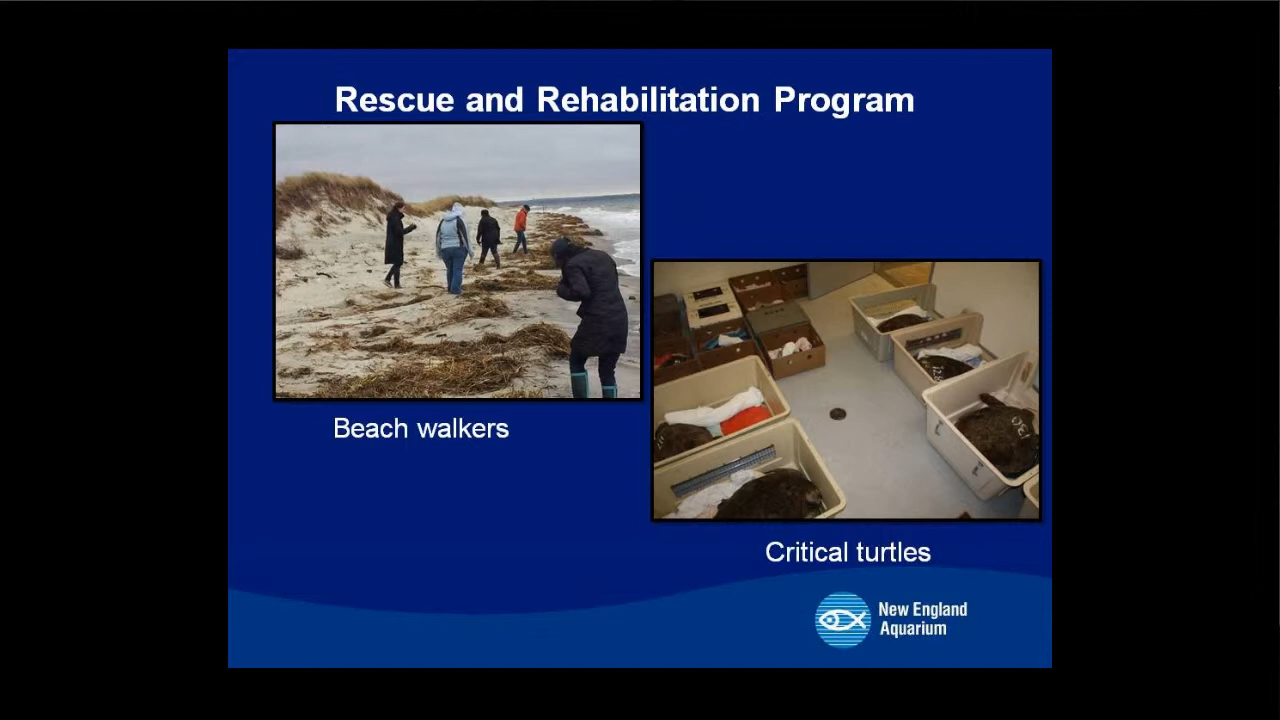 Rescue and Rehabilitation Program
Beach walkers
Critical turtles
New England
Aquarium